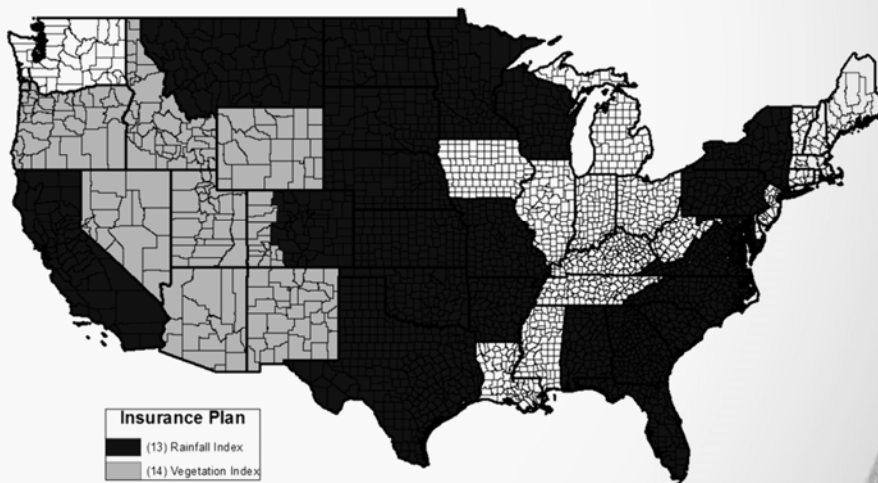 Insurance Plan
(13) Rainfall Index
(14) Vegetation Index